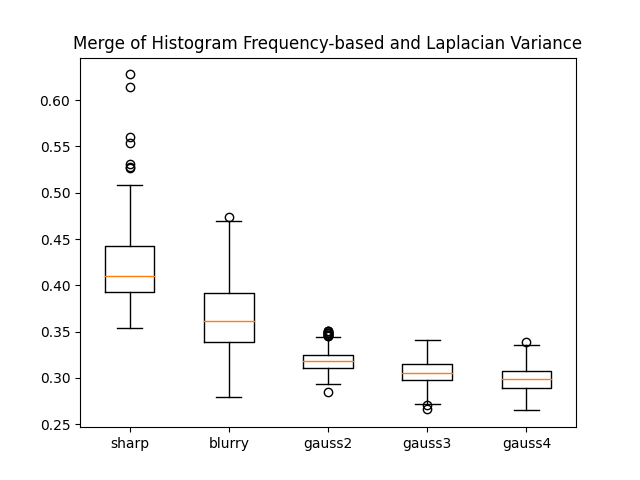 Merge of Histogram Frequency-based and Laplacian Variance
0.60
0.55
0.50
0.45
0.40
0.35
0.30
0.25
sharp
blurry
gauss2
gauss3
gauss4